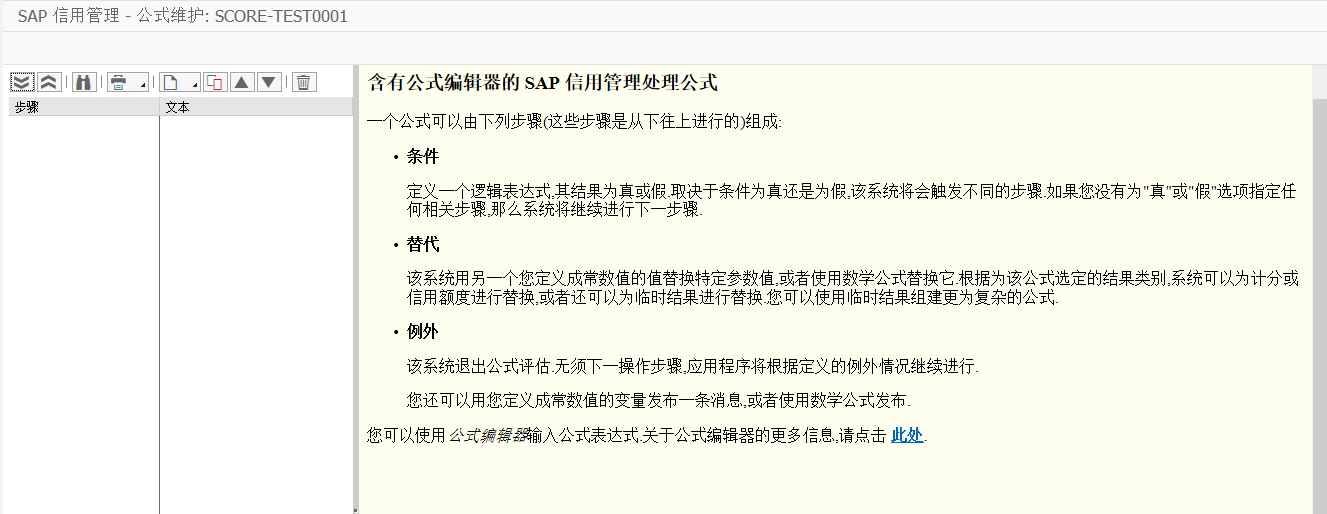 SAP 信用管理 - 公式维护: SCORE-TEST0001
步骤 文本
含有公式编辑器的 SAP 信用管理处理公式
一个公式可以由下列步骤(这些步骤是从下往上进行的)组成:
• 条件
定义一个逻辑表达式,其结果为真或假.取决于条件为真还是为假,该系统将会触发不同的步骤.如果您没有为"真"或"假"选项指定任
何相关步骤,那么系统将继续进行下一步骤.
• 替代
该系统用另一个您定义成常数值的值替换特定参数值,或者使用数学公式替换它.根据为该公式选定的结果类别,系统可以为计分或
信用额度进行替换,或者还可以为临时结果进行替换.您可以使用临时结果组建更为复杂的公式.
• 例外
该系统退出公式评估.无须下一操作步骤,应用程序将根据定义的例外情况继续进行.
您还可以用您定义成常数值的变量发布一条消息,或者使用数学公式发布.
您可以使用 公式编辑器输入公式表达式.关于公式编辑器的更多信息,请点击 此处.